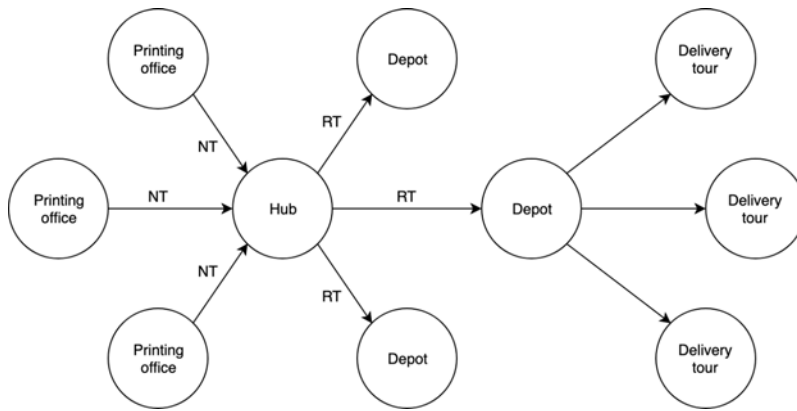 Printing
office
Depot
Delivery
tour
NT
RT
Printing
office
NT
Hub
RT
Depot
Delivery
tour
NT
RT
Printing
office
Depot
Delivery
tour